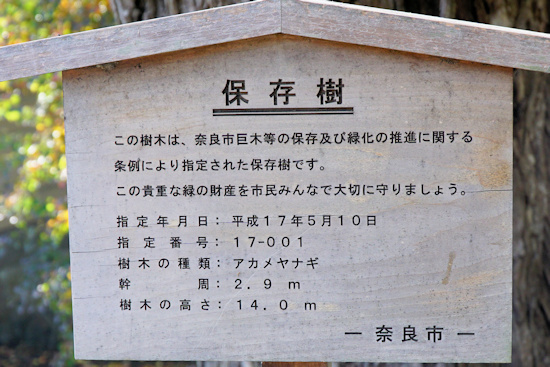 保存樹
この樹木は、奈良市巨木等の保存及び緑化の推進に関する
条例により指定された保存樹です。
この貴重な緑の財産を市民みんなで大切に守りましょう。
指定年月日：平成17年5月10日
指定番号：17-001
樹木の種類：アカメヤナギ
幹周：2.9 m
樹木の高さ：14.0 m
ー 奈良市 ー